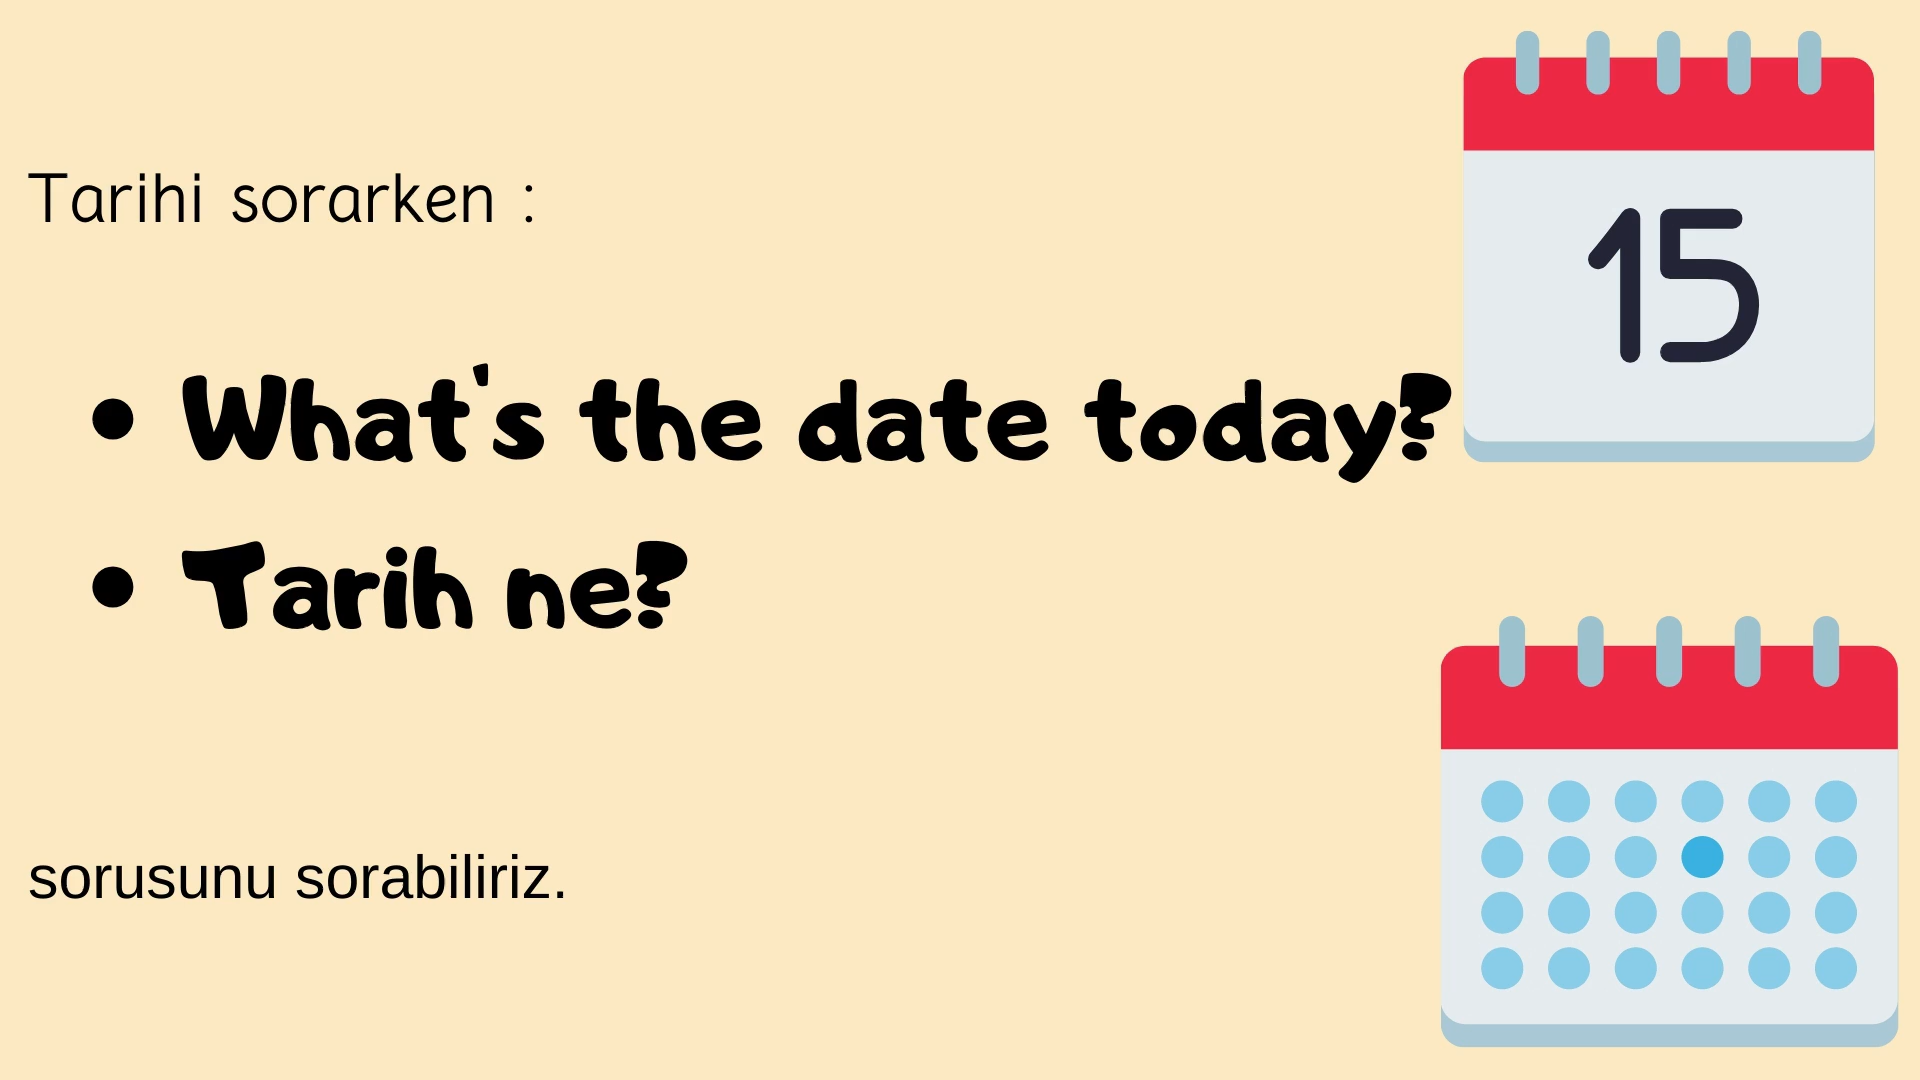 Tarihi sorarken :
15
• What's the date today?
• Tarih ne?
sorusunu sorabiliriz.